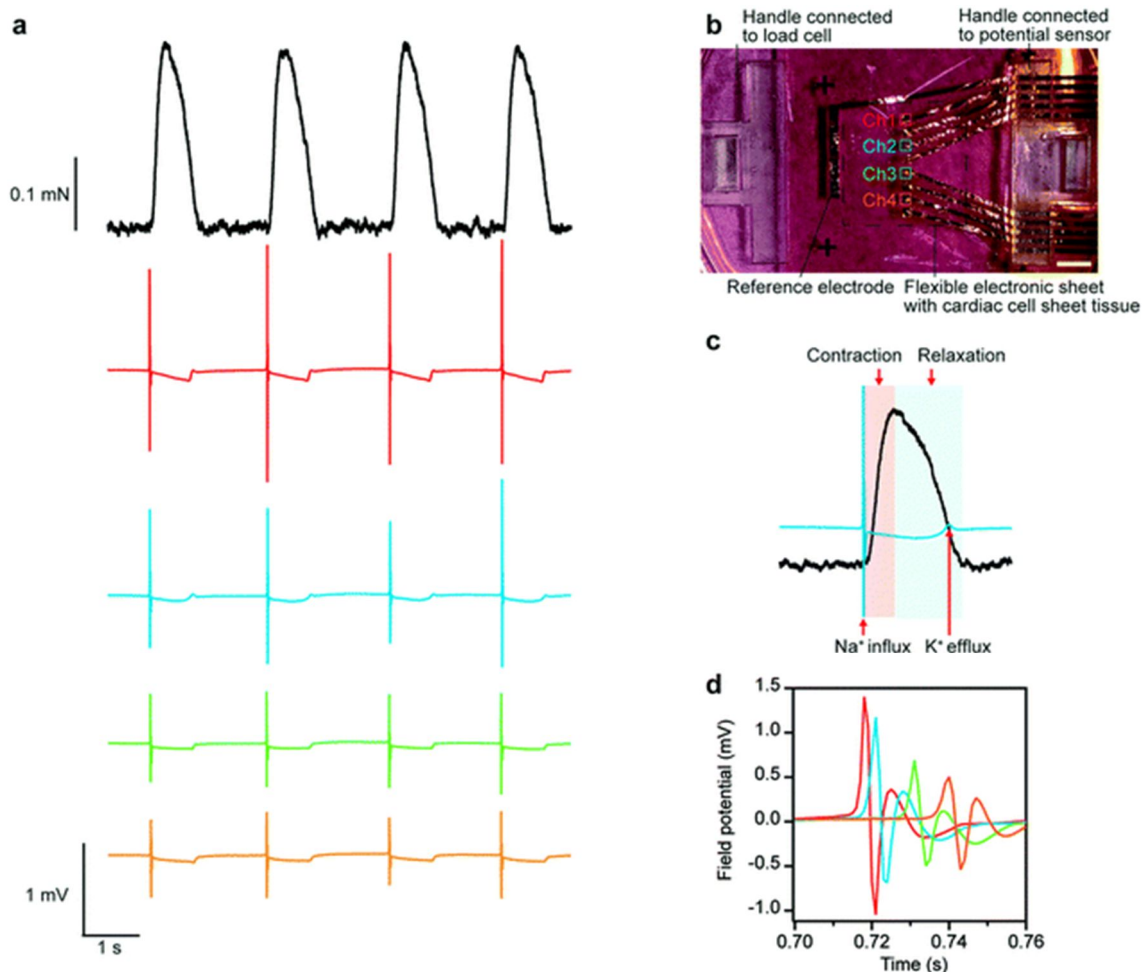 a
0.1 mN
1 mV
1 s
b
Handle connected
to load cell
Handle connected
to potential sensor
Ch1
Ch2
Ch3
Ch4
Reference electrode
Flexible electronic sheet
with cardiac cell sheet tissue
c
Contraction
Relaxation
Na⁺ influx
K⁺ efflux
d
Field potential (mV)
1.5
1.0
0.5
0.0
-0.5
-1.0
0.70
0.72
0.74
0.76
Time (s)